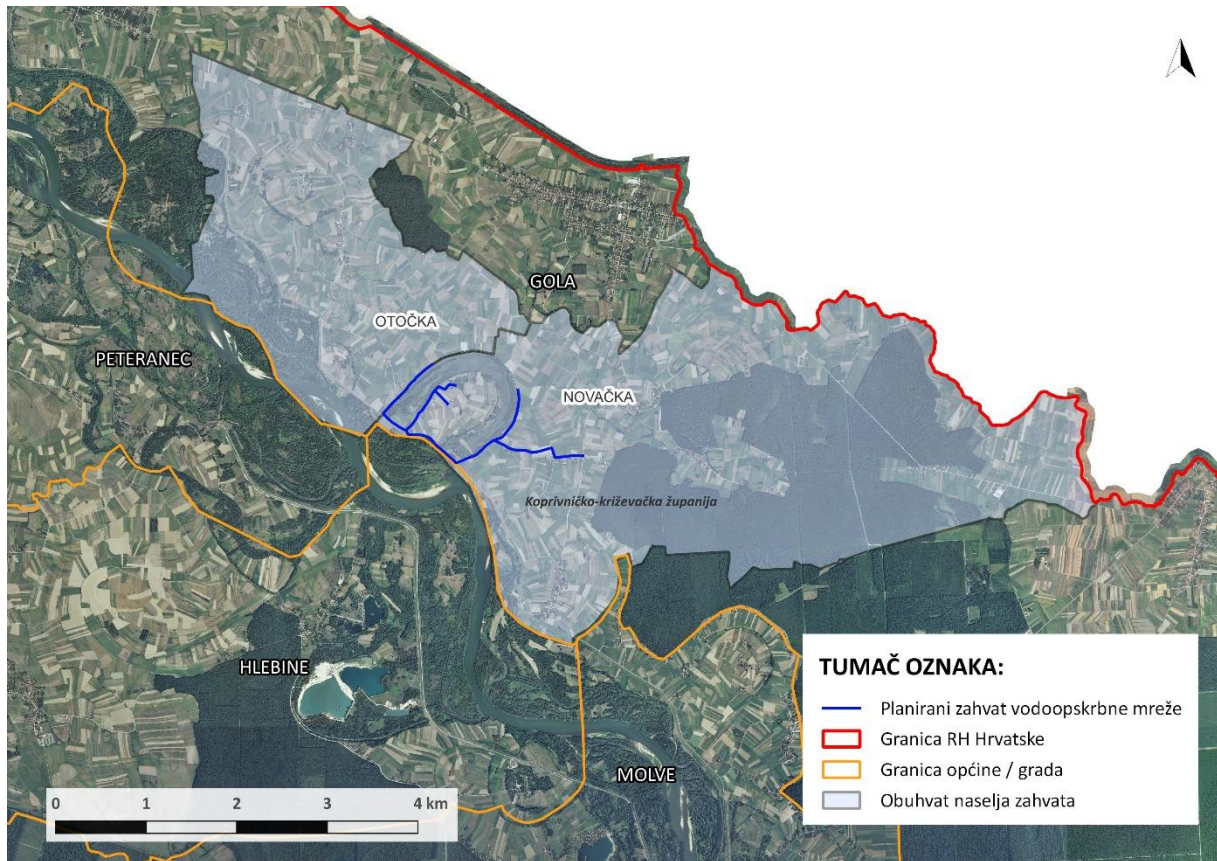 GOLA
OTOČKA
PETERANEC
NOVAČKA
Koprivničko-križevačka županija
HLEBINE
MOLVE
TUMAČ OZNAKA:
Planirani zahvat vodoopskrbne mreže
Granica RH Hrvatske
Granica općine / grada
Obuhvat naselja zahvata
0 1 2 3 4 km